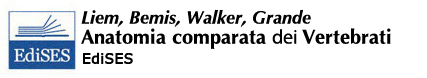 Liem, Bemis, Walker, Grande
Anatomia comparata dei Vertebrati
EdiSES
EdiSES